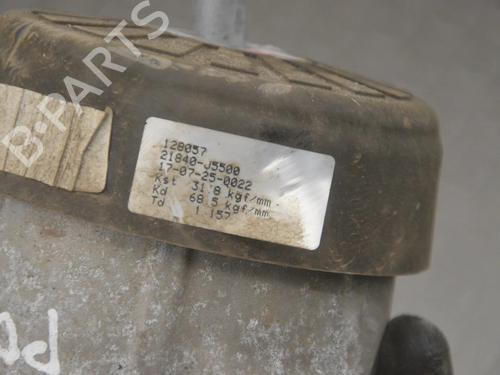 B-PARTS
128057
21840-J5500
17-07-25-0022
Kst 31.8 kgf/mm
Kd 68.5 kgf/mm
Td 1 157